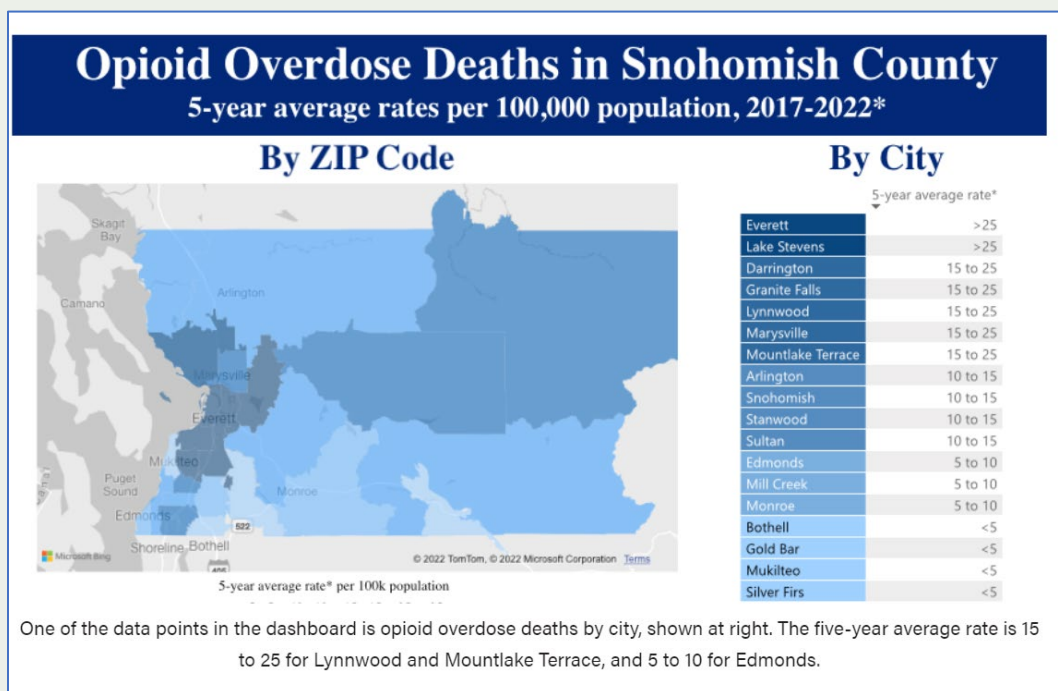 Opioid Overdose Deaths in Snohomish County
5-year average rates per 100,000 population, 2017-2022*
By ZIP Code
Skagit
Bay
Camano
Arlington
Marysville
Everett
Mukilteo
Puget
Sound
Monroe
Edmonds
522
Shoreline Bothell
405
Microsoft Bing
© 2022 TomTom, © 2022 Microsoft Corporation Terms
5-year average rate* per 100k population
By City
5-year average rate*
Everett >25
Lake Stevens >25
Darrington 15 to 25
Granite Falls 15 to 25
Lynnwood 15 to 25
Marysville 15 to 25
Mountlake Terrace 15 to 25
Arlington 10 to 15
Snohomish 10 to 15
Stanwood 10 to 15
Sultan 10 to 15
Edmonds 5 to 10
Mill Creek 5 to 10
Monroe 5 to 10
Bothell <5
Gold Bar <5
Mukilteo <5
Silver Firs <5
One of the data points in the dashboard is opioid overdose deaths by city, shown at right. The five-year average rate is 15
to 25 for Lynnwood and Mountlake Terrace, and 5 to 10 for Edmonds.